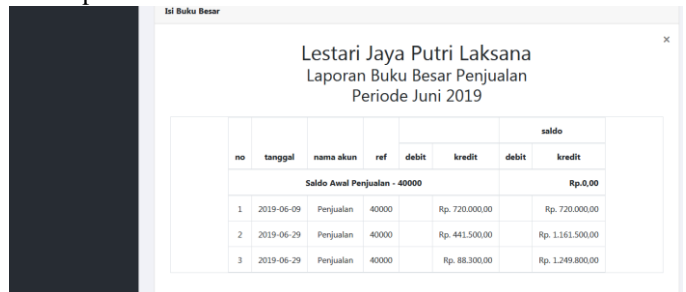 Isi Buku Besar
×
Lestari Jaya Putri Laksana
Laporan Buku Besar Penjualan
Periode Juni 2019
saldo
no tanggal nama akun ref debit kredit debit kredit
Saldo Awal Penjualan - 40000 Rp.0,00
1 2019-06-09 Penjualan 40000 Rp. 720.000,00 Rp. 720.000,00
2 2019-06-29 Penjualan 40000 Rp. 441.500,00 Rp. 1.161.500,00
3 2019-06-29 Penjualan 40000 Rp. 88.300,00 Rp. 1.249.800,00